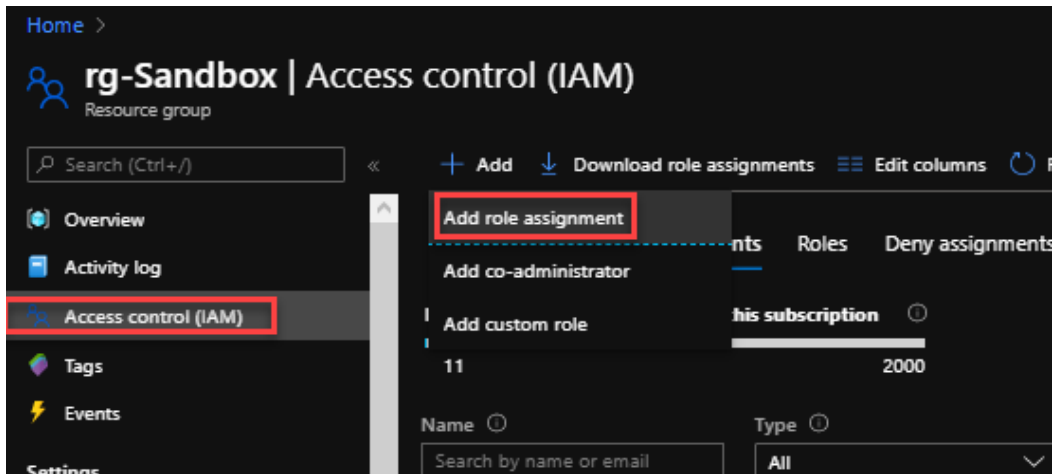 Home >
rg-Sandbox | Access control (IAM)
Resource group
Search (Ctrl+/)
«
+ Add
Download role assignments
Edit columns
Overview
Activity log
Access control (IAM)
Tags
Events
Settings
Add role assignment
Add co-administrator
Add custom role
Roles
Deny assignments
this subscription
11
2000
Name
Search by name or email
Type
All